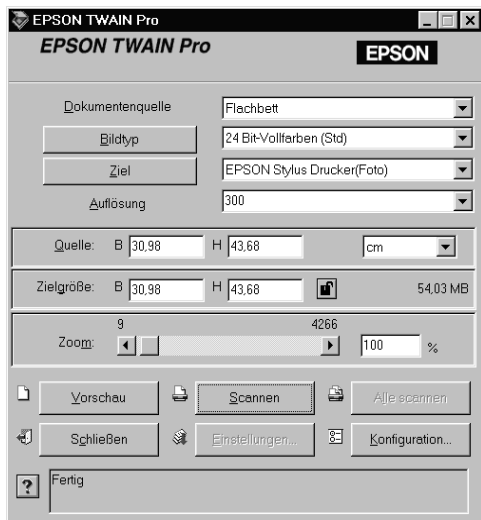 EPSON TWAIN Pro
EPSON TWAIN Pro EPSON
Dokumentenquelle Flachbett
Bildtyp 24 Bit-Vollfarben (Std)
Ziel EPSON Stylus Drucker(Foto)
Auflösung 300
Quelle: B 30,98 H 43,68 cm
Zielgröße: B 30,98 H 43,68 54,03 MB
9 4266
Zoom: 100 %
Vorschau Scannen Alle scannen
Schließen Einstellungen... Konfiguration...
? Fertig